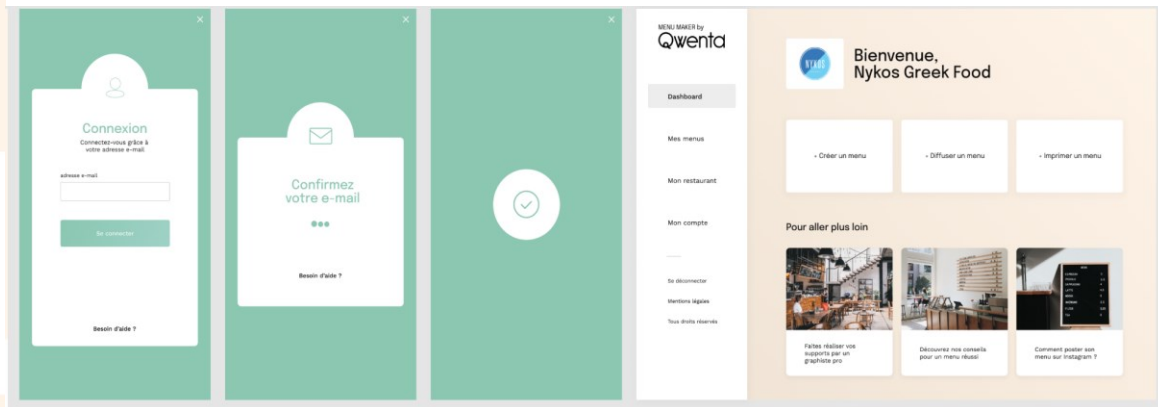 Connexion
Connectez-vous grâce à
votre adresse e-mail
adresse e-mail
Se connecter
Besoin d'aide ?
Confirmez
votre e-mail
Besoin d'aide ?
MENU MAKER by
Qwenta
Dashboard
Mes menus
Mon restaurant
Mon compte
Se déconnecter
Mentions légales
Tous droits réservés
NYKOS
Bienvenue,
Nykos Greek Food
+ Créer un menu
+ Diffuser un menu
+ Imprimer un menu
Pour aller plus loin
Faites réaliser vos
supports par un
graphiste pro
Découvrez nos conseils
pour un menu réussi
Comment poster son
menu sur Instagram ?